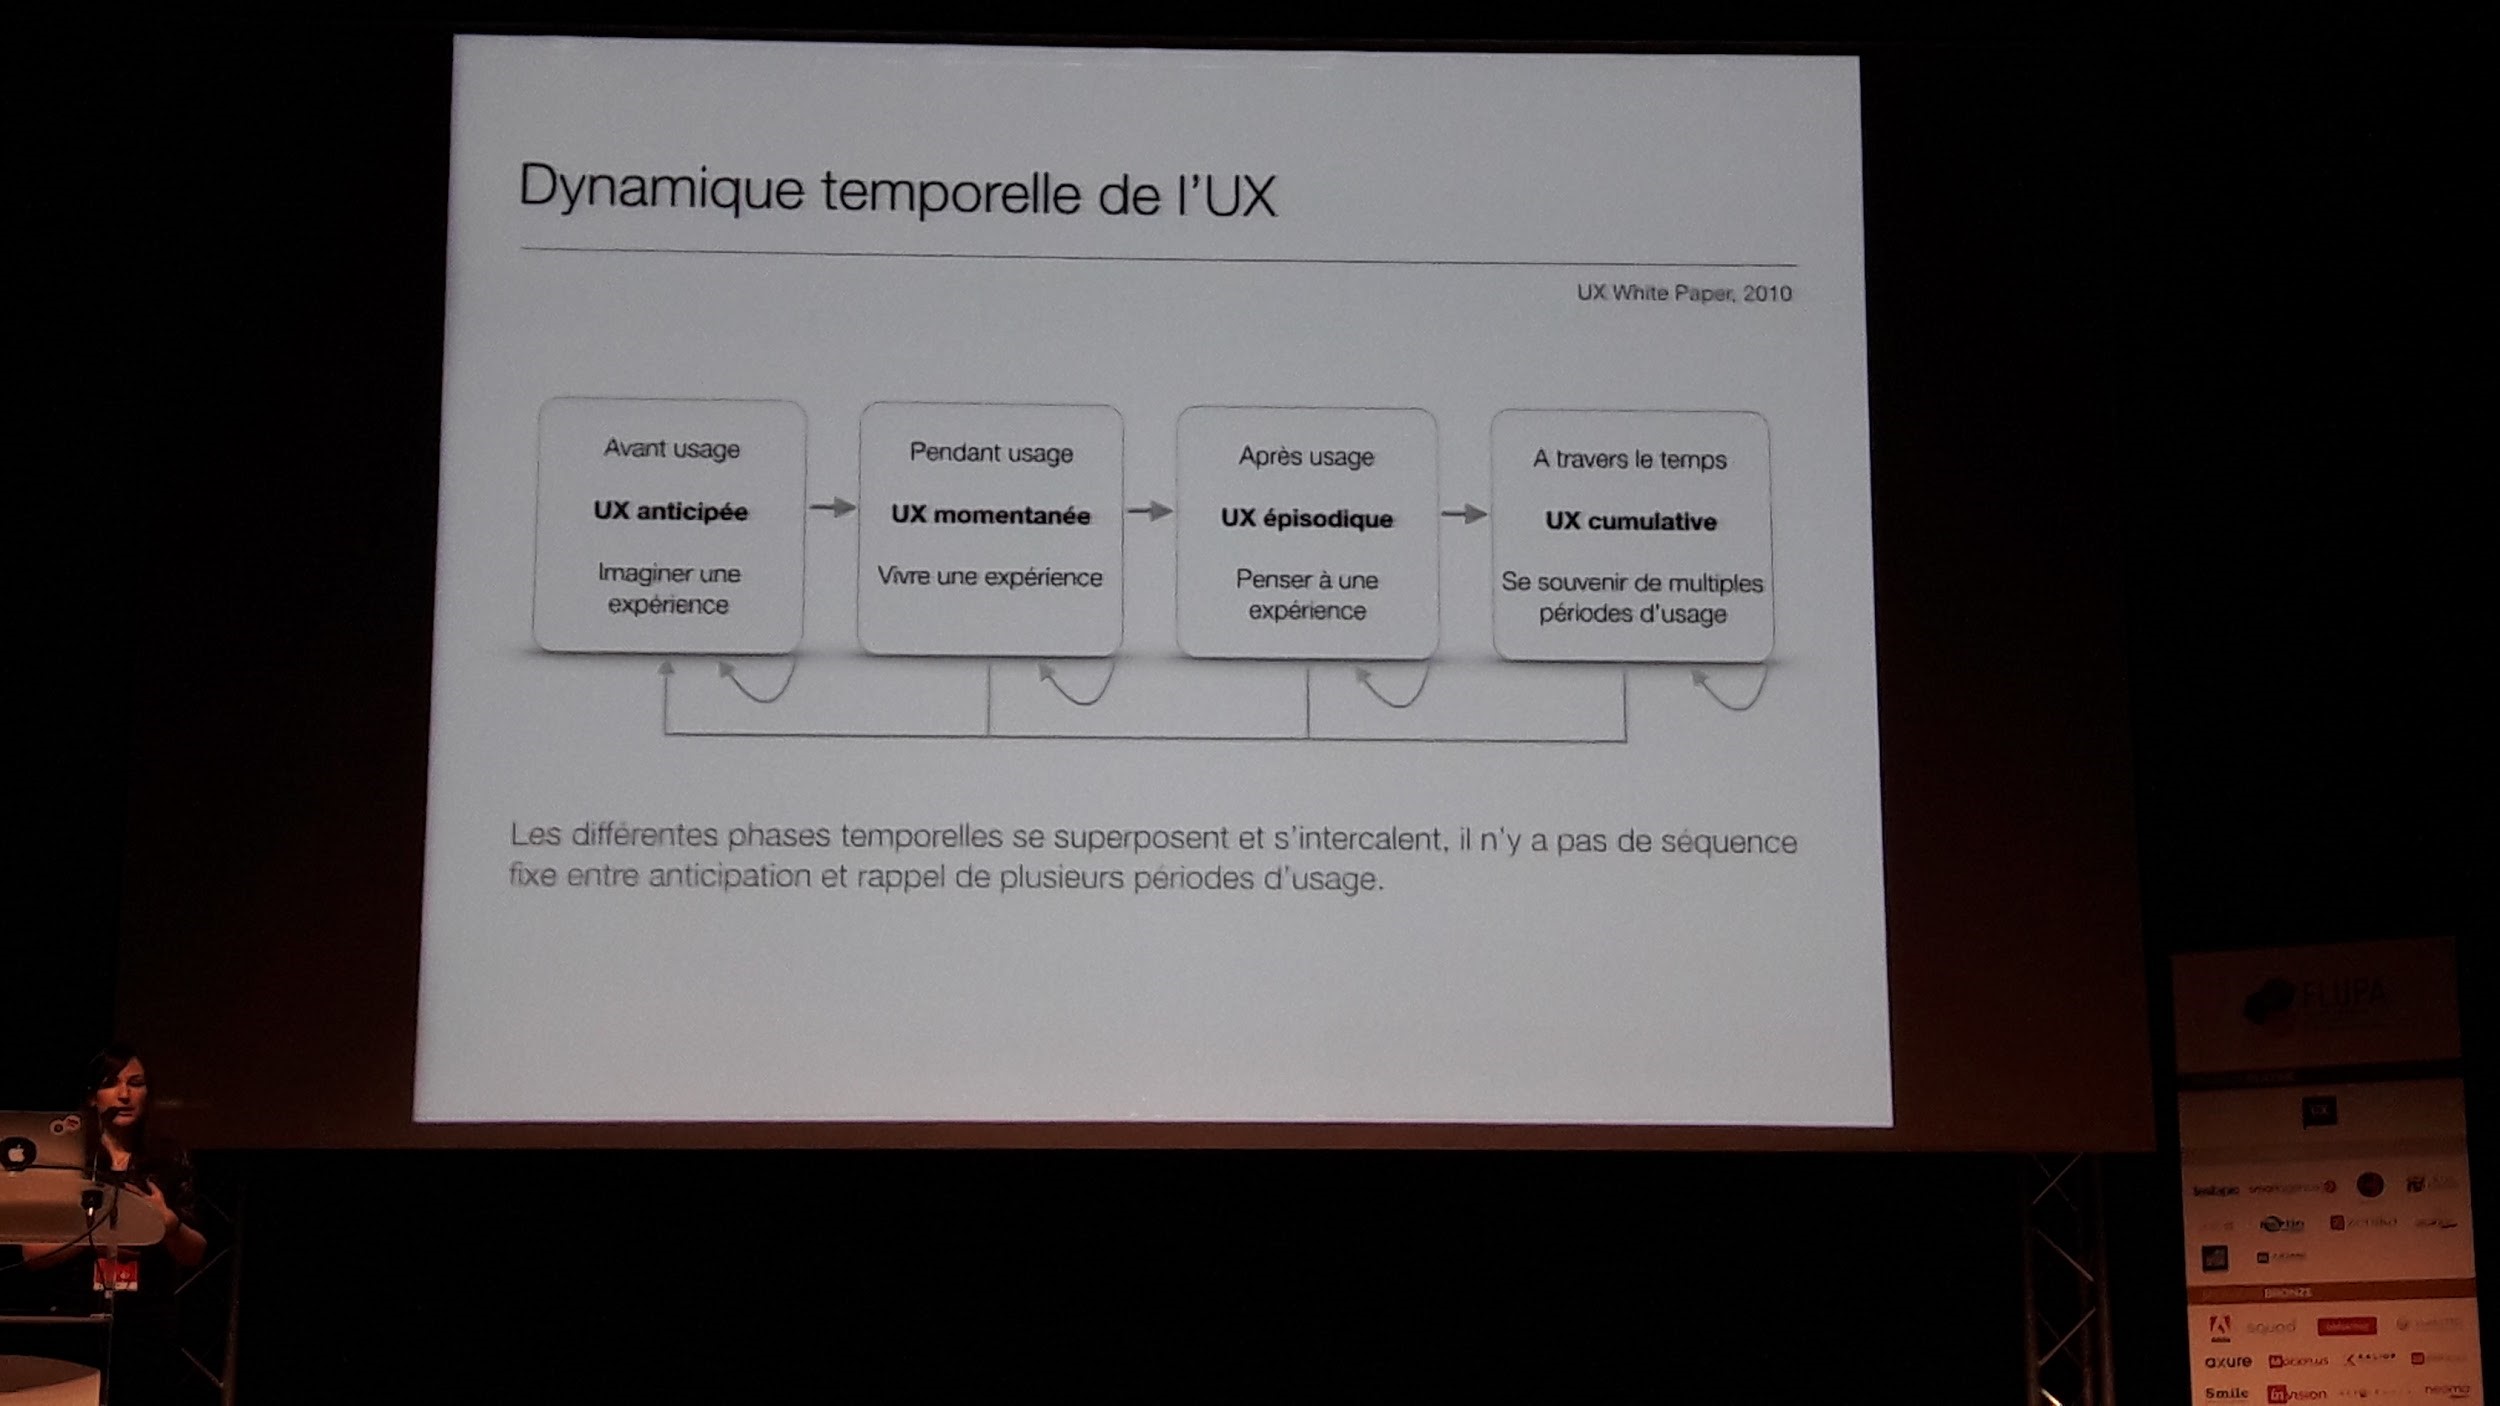 Dynamique temporelle de l'UX
UX White Paper, 2010
Avant usage
UX anticipée
Imaginer une
expérience
Pendant usage
UX momentanée
Vivre une expérience
Après usage
UX épisodique
Penser à une
expérience
A travers le temps
UX cumulative
Se souvenir de multiples
périodes d'usage
Les différentes phases temporelles se superposent et s'intercalent, il n'y a pas de séquence
fixe entre anticipation et rappel de plusieurs périodes d'usage.
FLUPA
UX
BRONZE
squad
axure
Smile
invision